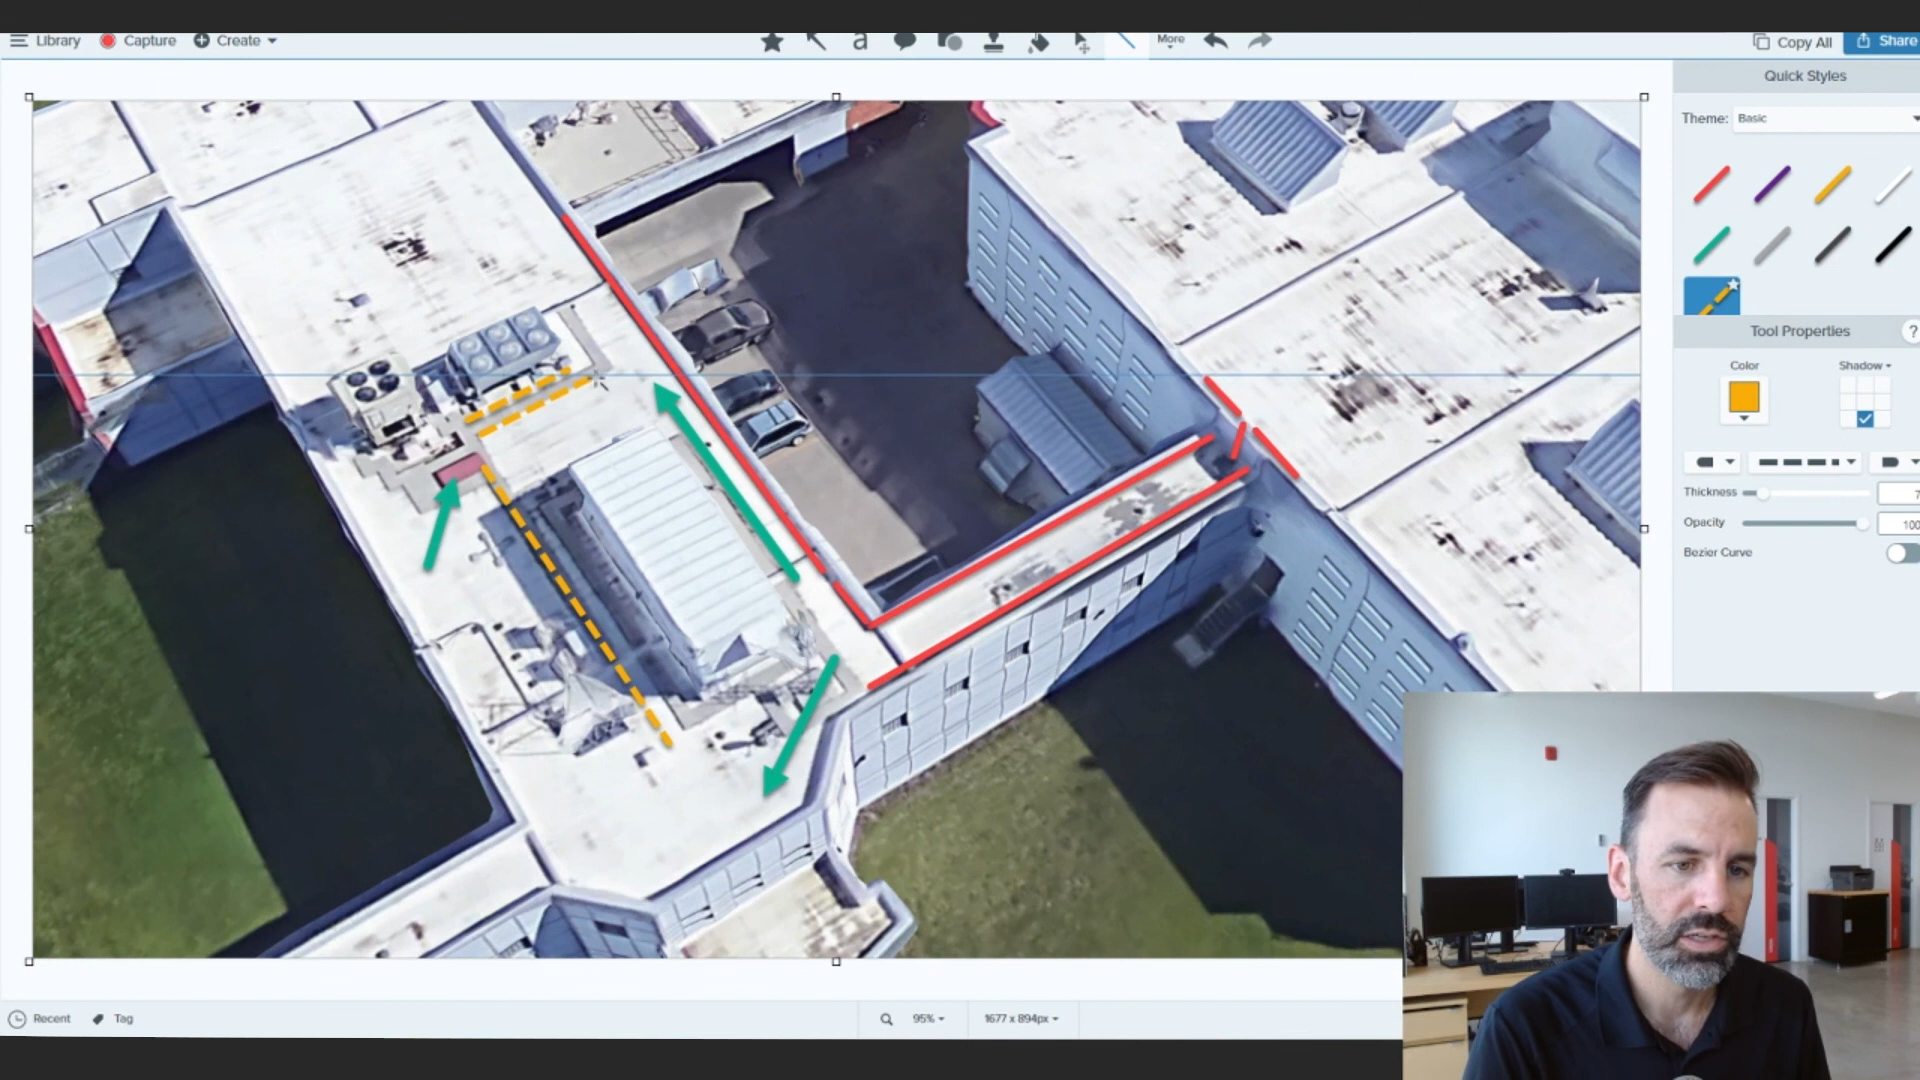 Library
Capture
Create
a
More
Copy All
Share
Quick Styles
Theme: Basic
Tool Properties
?
Color
Shadow
Thickness
7
Opacity
100
Bezier Curve
Recent
Tag
95%
1677 x 894px